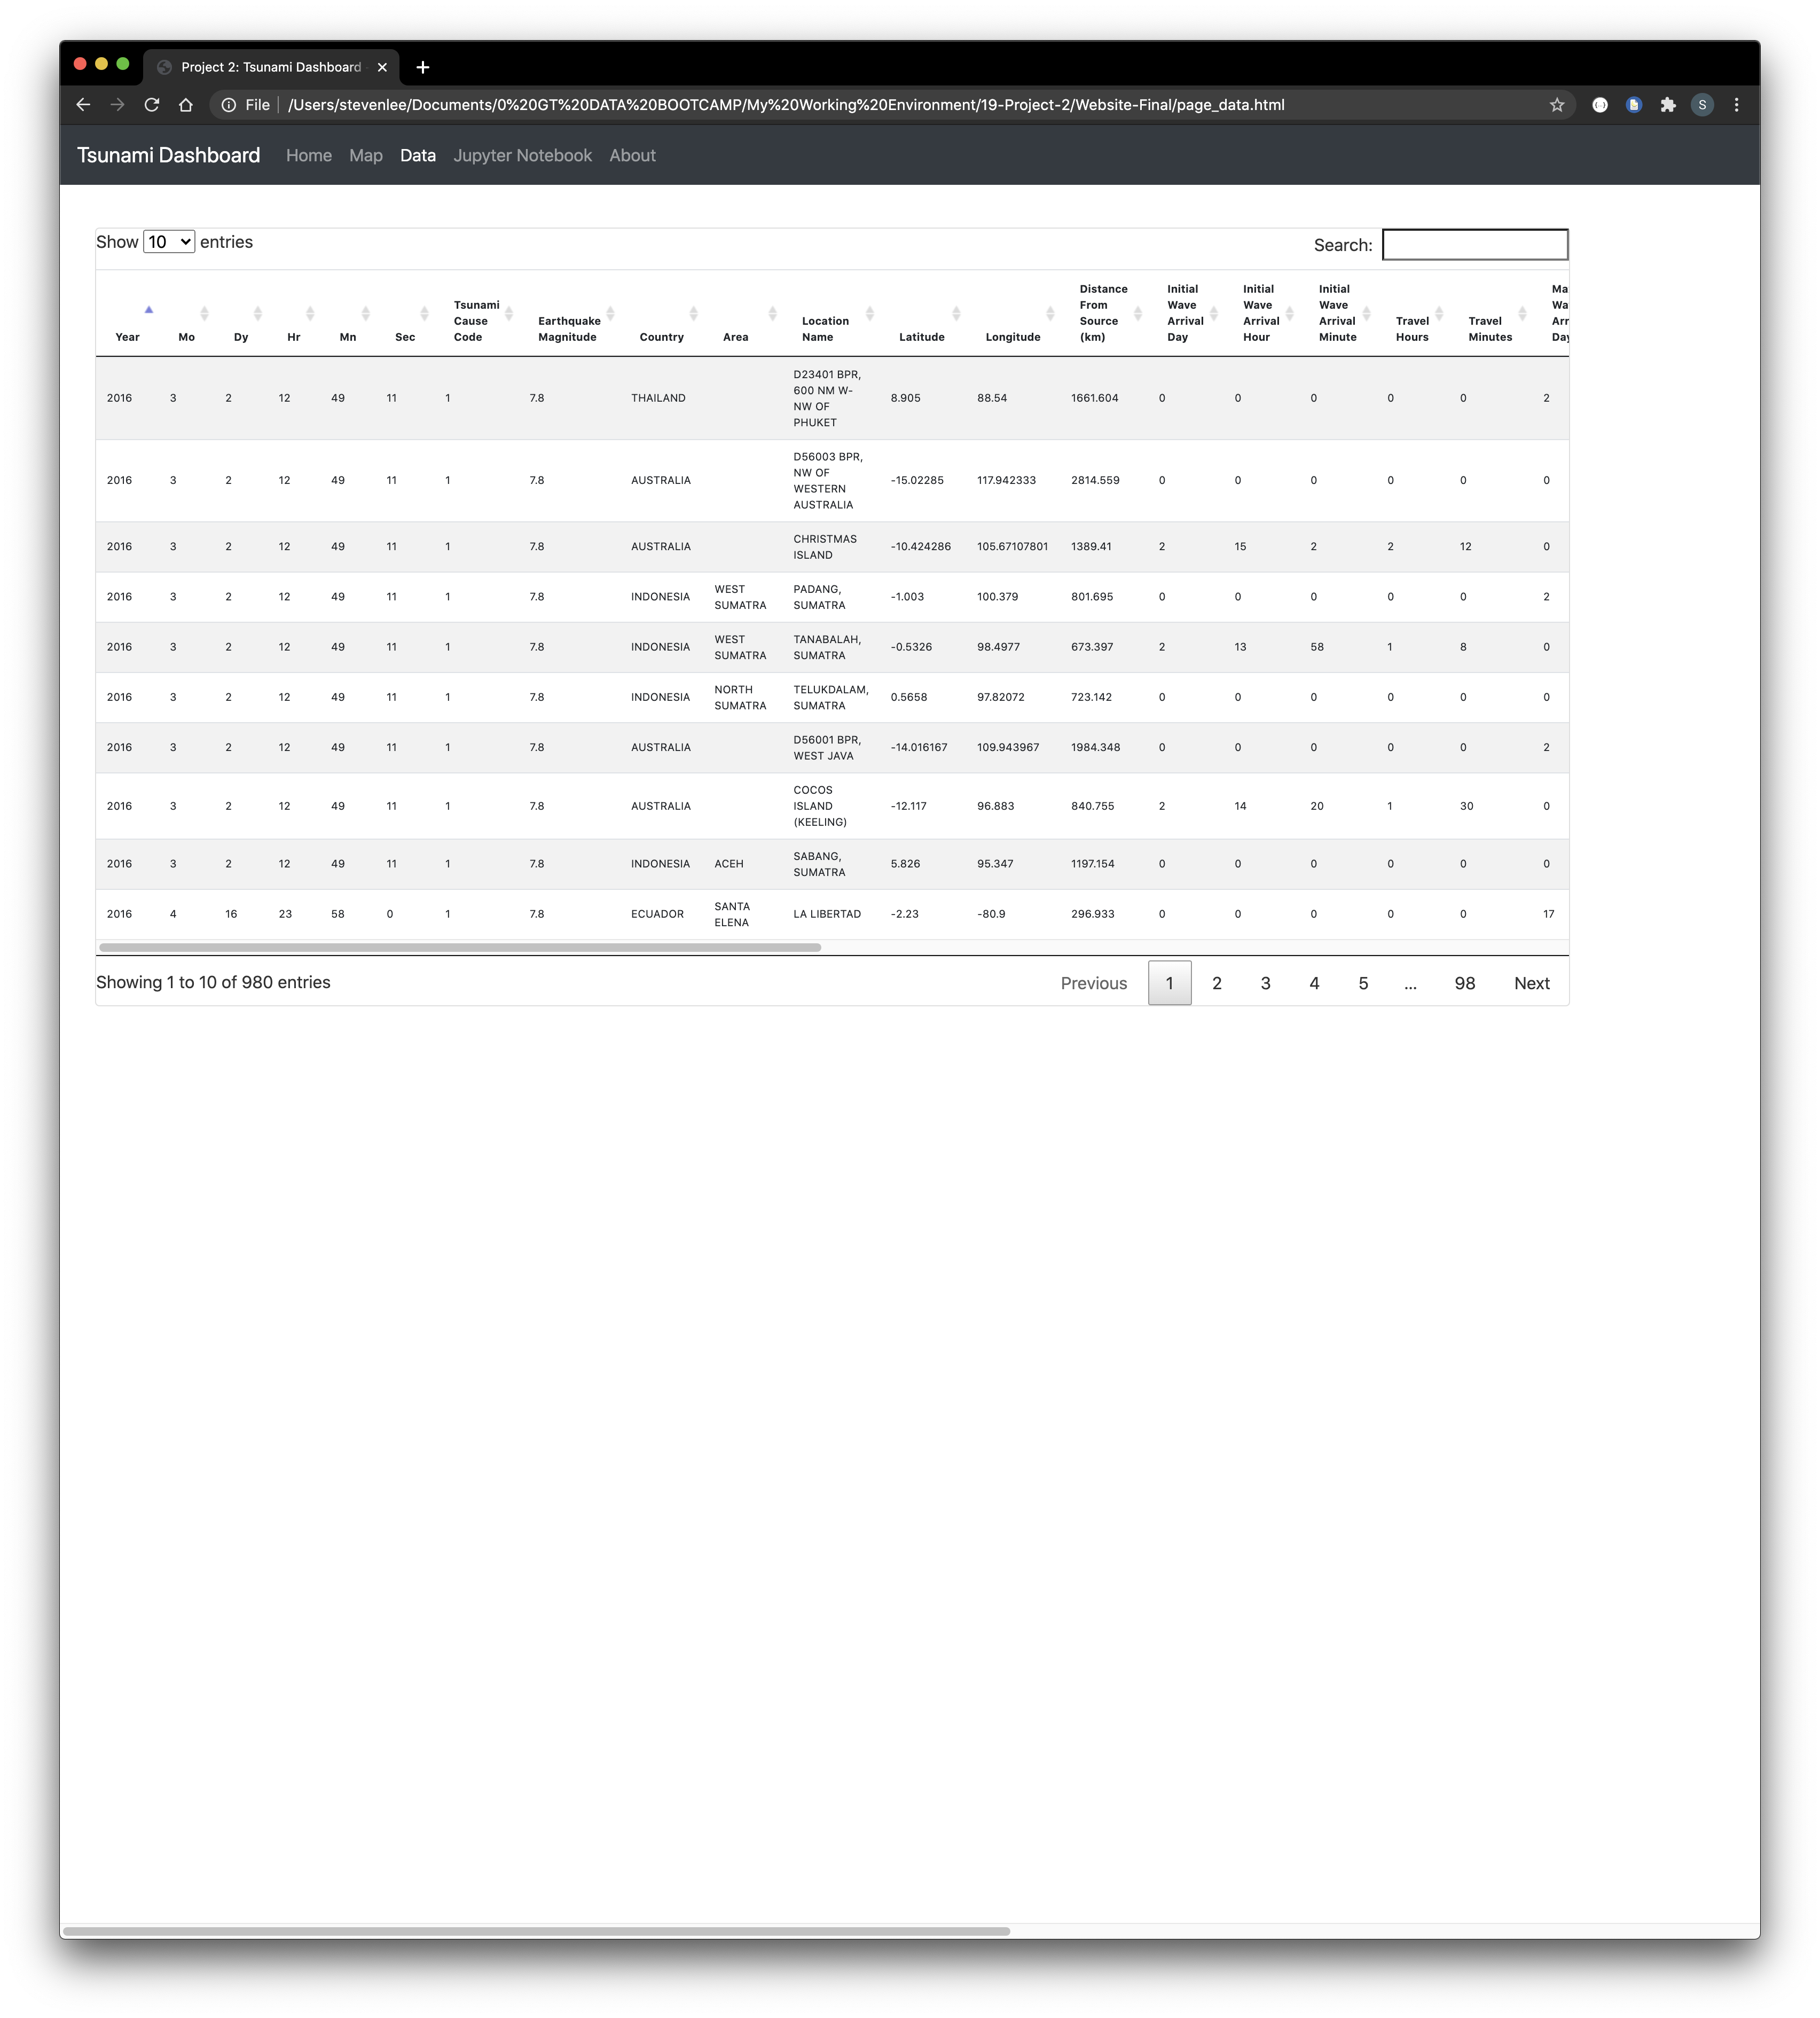 Project 2: Tsunami Dashboard
File /Users/stevenlee/Documents/0%20GT%20DATA%20BOOTCAMP/My%20Working%20Environment/19-Project-2/Website-Final/page_data.html
S
Tsunami Dashboard Home Map Data Jupyter Notebook About
Show 10 entries Search:
Year Mo Dy Hr Mn Sec Tsunami Cause Code Earthquake Magnitude Country Area Location Name Latitude Longitude Distance From Source (km) Initial Wave Arrival Day Initial Wave Arrival Hour Initial Wave Arrival Minute Travel Hours Travel Minutes Ma Wa Arr Day
2016 3 2 12 49 11 1 7.8 THAILAND D23401 BPR, 600 NM W-NW OF PHUKET 8.905 88.54 1661.604 0 0 0 0 0 2
2016 3 2 12 49 11 1 7.8 AUSTRALIA D56003 BPR, NW OF WESTERN AUSTRALIA -15.02285 117.942333 2814.559 0 0 0 0 0 0
2016 3 2 12 49 11 1 7.8 AUSTRALIA CHRISTMAS ISLAND -10.424286 105.67107801 1389.41 2 15 2 2 12 0
2016 3 2 12 49 11 1 7.8 INDONESIA WEST SUMATRA PADANG, SUMATRA -1.003 100.379 801.695 0 0 0 0 0 2
2016 3 2 12 49 11 1 7.8 INDONESIA WEST SUMATRA TANABALAH, SUMATRA -0.5326 98.4977 673.397 2 13 58 1 8 0
2016 3 2 12 49 11 1 7.8 INDONESIA NORTH SUMATRA TELUKDALAM, SUMATRA 0.5658 97.82072 723.142 0 0 0 0 0 0
2016 3 2 12 49 11 1 7.8 AUSTRALIA D56001 BPR, WEST JAVA -14.016167 109.943967 1984.348 0 0 0 0 0 2
2016 3 2 12 49 11 1 7.8 AUSTRALIA COCOS ISLAND (KEELING) -12.117 96.883 840.755 2 14 20 1 30 0
2016 3 2 12 49 11 1 7.8 INDONESIA ACEH SABANG, SUMATRA 5.826 95.347 1197.154 0 0 0 0 0 0
2016 4 16 23 58 0 1 7.8 ECUADOR SANTA ELENA LA LIBERTAD -2.23 -80.9 296.933 0 0 0 0 0 17
Showing 1 to 10 of 980 entries Previous 1 2 3 4 5 ... 98 Next